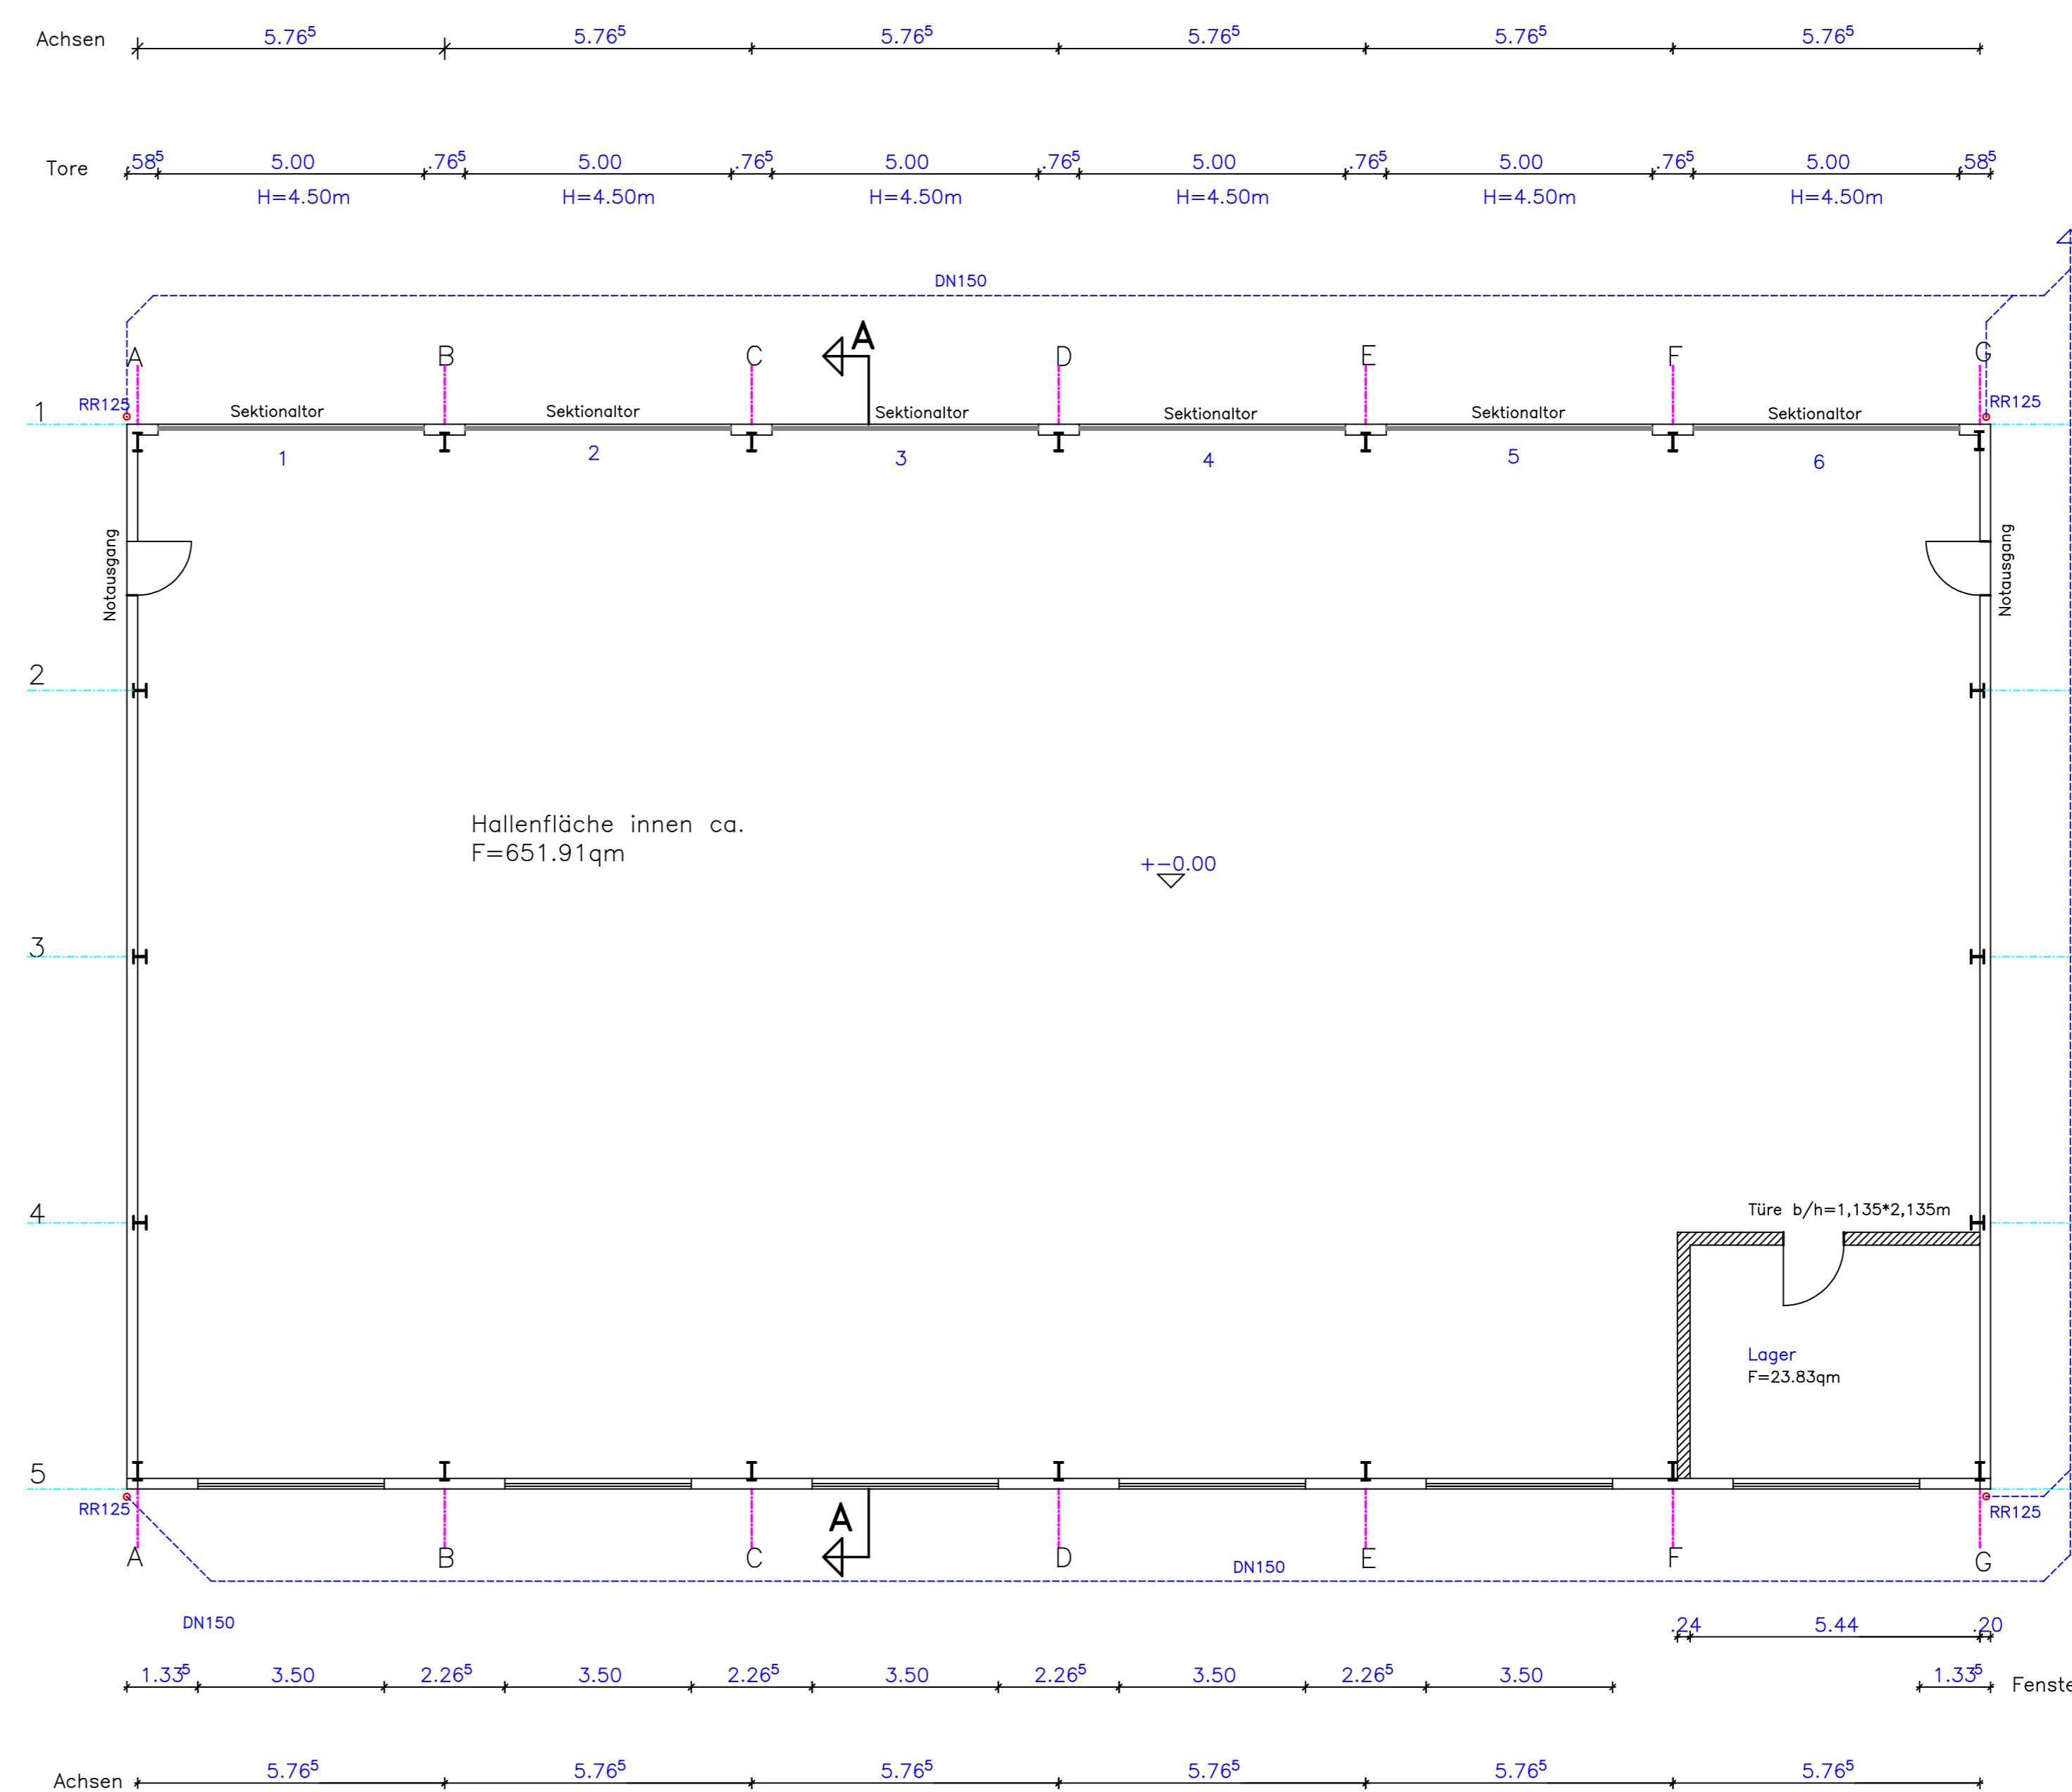 Achsen 5.76⁵ 5.76⁵ 5.76⁵ 5.76⁵ 5.76⁵ 5.76⁵
Tore .58⁵ 5.00 .76⁵ 5.00 .76⁵ 5.00 .76⁵ 5.00 .76⁵ 5.00 .76⁵ 5.00 .58⁵
H=4.50m H=4.50m H=4.50m H=4.50m H=4.50m H=4.50m
DN150
A
A B C D E F G
RR125 RR125
1 Sektionaltor Sektionaltor Sektionaltor Sektionaltor Sektionaltor Sektionaltor
1 2 3 4 5 6
Notausgang Notausgang
2
Hallenfläche innen ca.
F=651.91qm
+-0.00
3
4
Türe b/h=1,135*2,135m
Lager
F=23.83qm
5
RR125 RR125
A
A B C D E F G
DN150
DN150
.24 5.44 .20
1.33⁵ 3.50 2.26⁵ 3.50 2.26⁵ 3.50 2.26⁵ 3.50 2.26⁵ 3.50 1.33⁵ Fenste
Achsen 5.76⁵ 5.76⁵ 5.76⁵ 5.76⁵ 5.76⁵ 5.76⁵